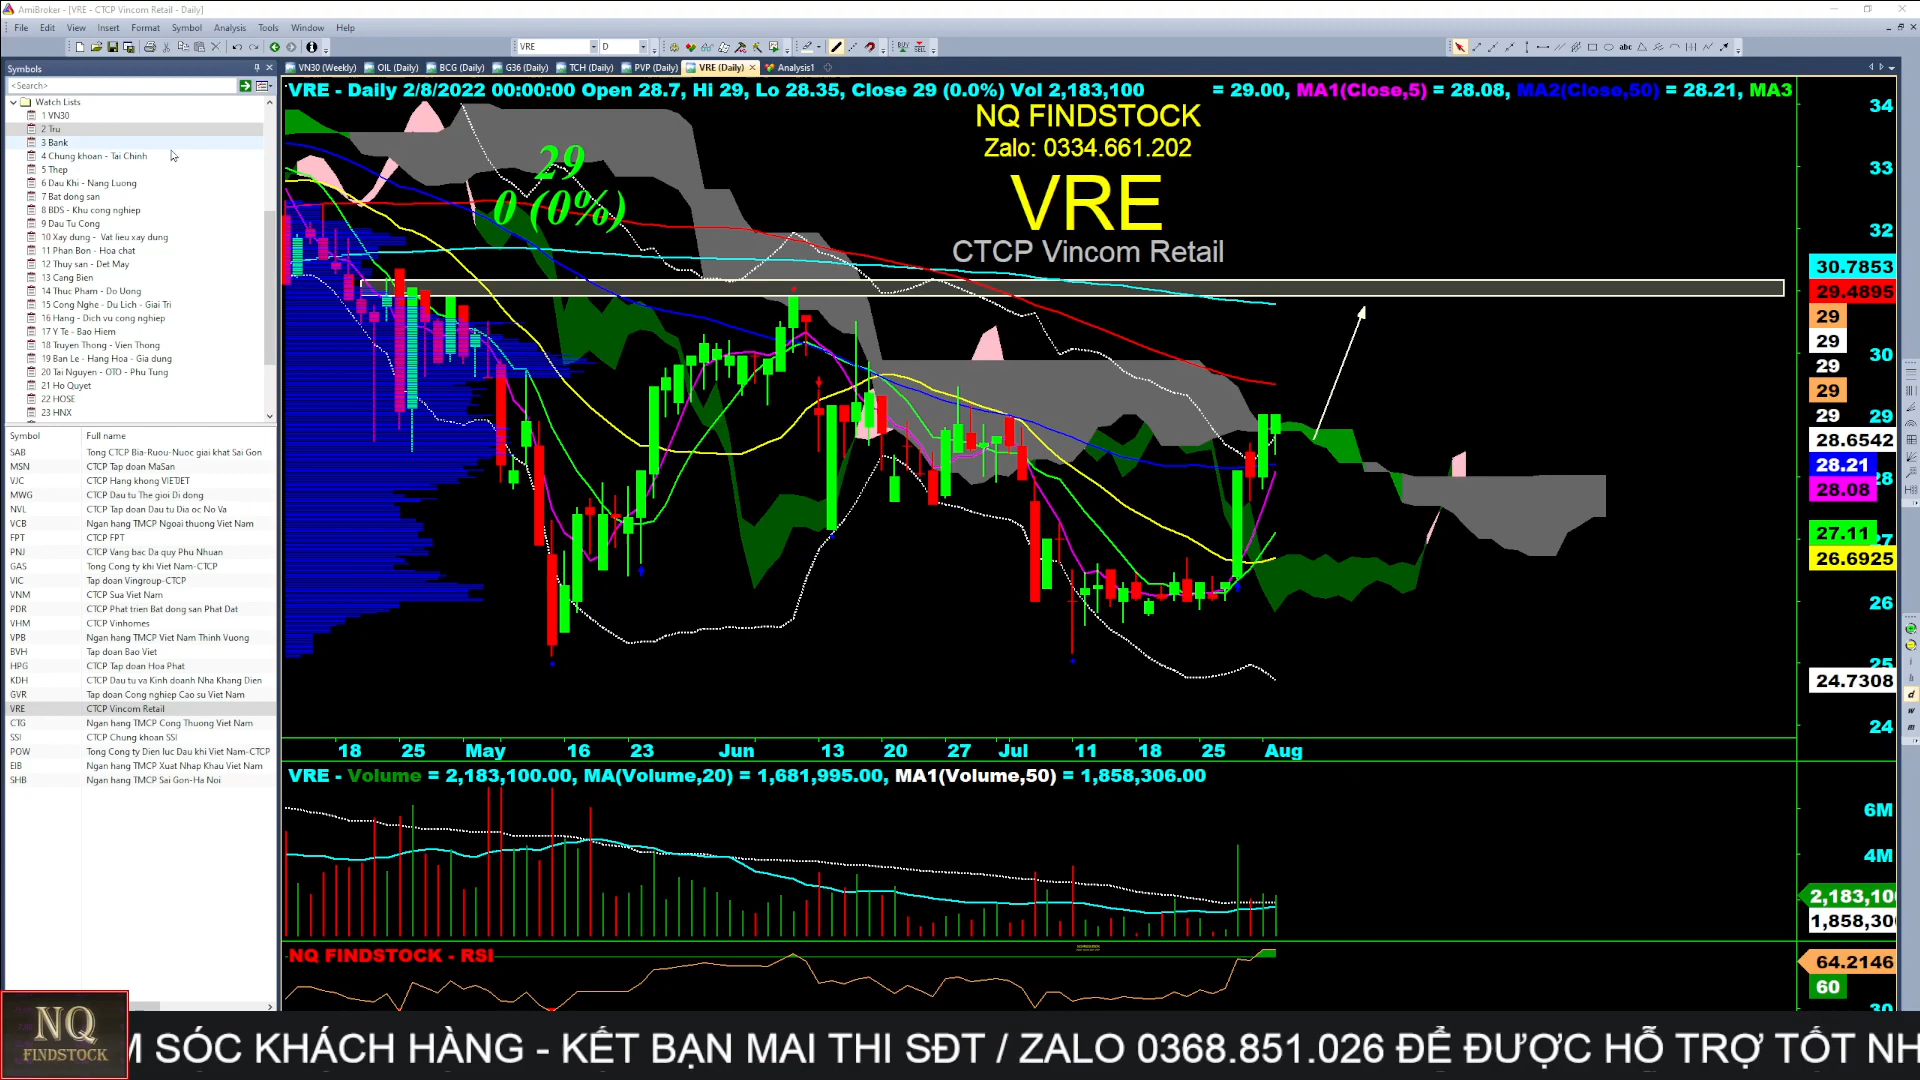 AmiBroker - [VRE - CTCP Vincom Retail - Daily]
File Edit View Insert Format Symbol Analysis Tools Window Help
VRE D
Symbols
<Search>
VN30 (Weekly) OIL (Daily) BCG (Daily) G36 (Daily) TCH (Daily) PVP (Daily) VRE (Daily) Analysis1
Watch Lists
1 VN30
2 Tru
3 Bank
4 Chung khoan - Tai Chinh
5 Thep
6 Dau Khi - Nang Luong
7 Bat dong san
8 BDS - Khu cong nghiep
9 Dau Tu Cong
10 Xay dung - Vat lieu xay dung
11 Phan Bon - Hoa chat
12 Thuy san - Det May
13 Cang Bien
14 Thuc Pham - Do Uong
15 Cong Nghe - Du Lich - Giai Tri
16 Hang - Dich vu cong nghiep
17 Y Te - Bao Hiem
18 Truyen Thong - Vien Thong
19 Ban Le - Hang Hoa - Gia dung
20 Tai Nguyen - OTO - Phu Tung
21 Ho Quyet
22 HOSE
23 HNX
Symbol Full name
SAB Tong CTCP Bia-Ruou-Nuoc giai khat Sai Gon
MSN CTCP Tap doan MaSan
VJC CTCP Hang khong VIETJET
MWG CTCP Dau tu The gioi Di dong
NVL CTCP Tap doan Dau tu Dia oc No Va
VCB Ngan hang TMCP Ngoai thuong Viet Nam
FPT CTCP FPT
PNJ CTCP Vang bac Da quy Phu Nhuan
GAS Tong Cong ty khi Viet Nam-CTCP
VIC Tap doan Vingroup-CTCP
VNM CTCP Sua Viet Nam
PDR CTCP Phat trien Bat dong san Phat Dat
VHM CTCP Vinhomes
VPB Ngan hang TMCP Viet Nam Thinh Vuong
BVH Tap doan Bao Viet
HPG CTCP Tap doan Hoa Phat
KDH CTCP Dau tu va Kinh doanh Nha Khang Dien
GVR Tap doan Cong nghiep Cao su Viet Nam
VRE CTCP Vincom Retail
CTG Ngan hang TMCP Cong Thuong Viet Nam
SSI CTCP Chung khoan SSI
POW Tong Cong ty Dien luc Dau khi Viet Nam-CTCP
EIB Ngan hang TMCP Xuat Nhap Khau Viet Nam
SHB Ngan hang TMCP Sai Gon-Ha Noi
VRE - Daily 2/8/2022 00:00:00 Open 28.7, Hi 29, Lo 28.35, Close 29 (0.0%) Vol 2,183,100 = 29.00, MA1(Close,5) = 28.08, MA2(Close,50) = 28.21, MA3
NQ FINDSTOCK
Zalo: 0334.661.202
VRE
CTCP Vincom Retail
29
0 (0%)
34
33
32
30.7853
29.4895
29
29
30
29
29
29 29
28.6542
28.21
28
28.08
27.11
27
26.6925
26
25
24.7308
24
18 25 May 16 23 Jun 13 20 27 Jul 11 18 25 Aug
VRE - Volume = 2,183,100.00, MA(Volume,20) = 1,681,995.00, MA1(Volume,50) = 1,858,306.00
6M
4M
2,183,10
1,858,30
NQ FINDSTOCK - RSI
64.2146
60
30
NQ
FINDSTOCK
M SÓC KHÁCH HÀNG - KẾT BẠN MAI THI SĐT / ZALO 0368.851.026 ĐỂ ĐƯỢC HỖ TRỢ TỐT NH